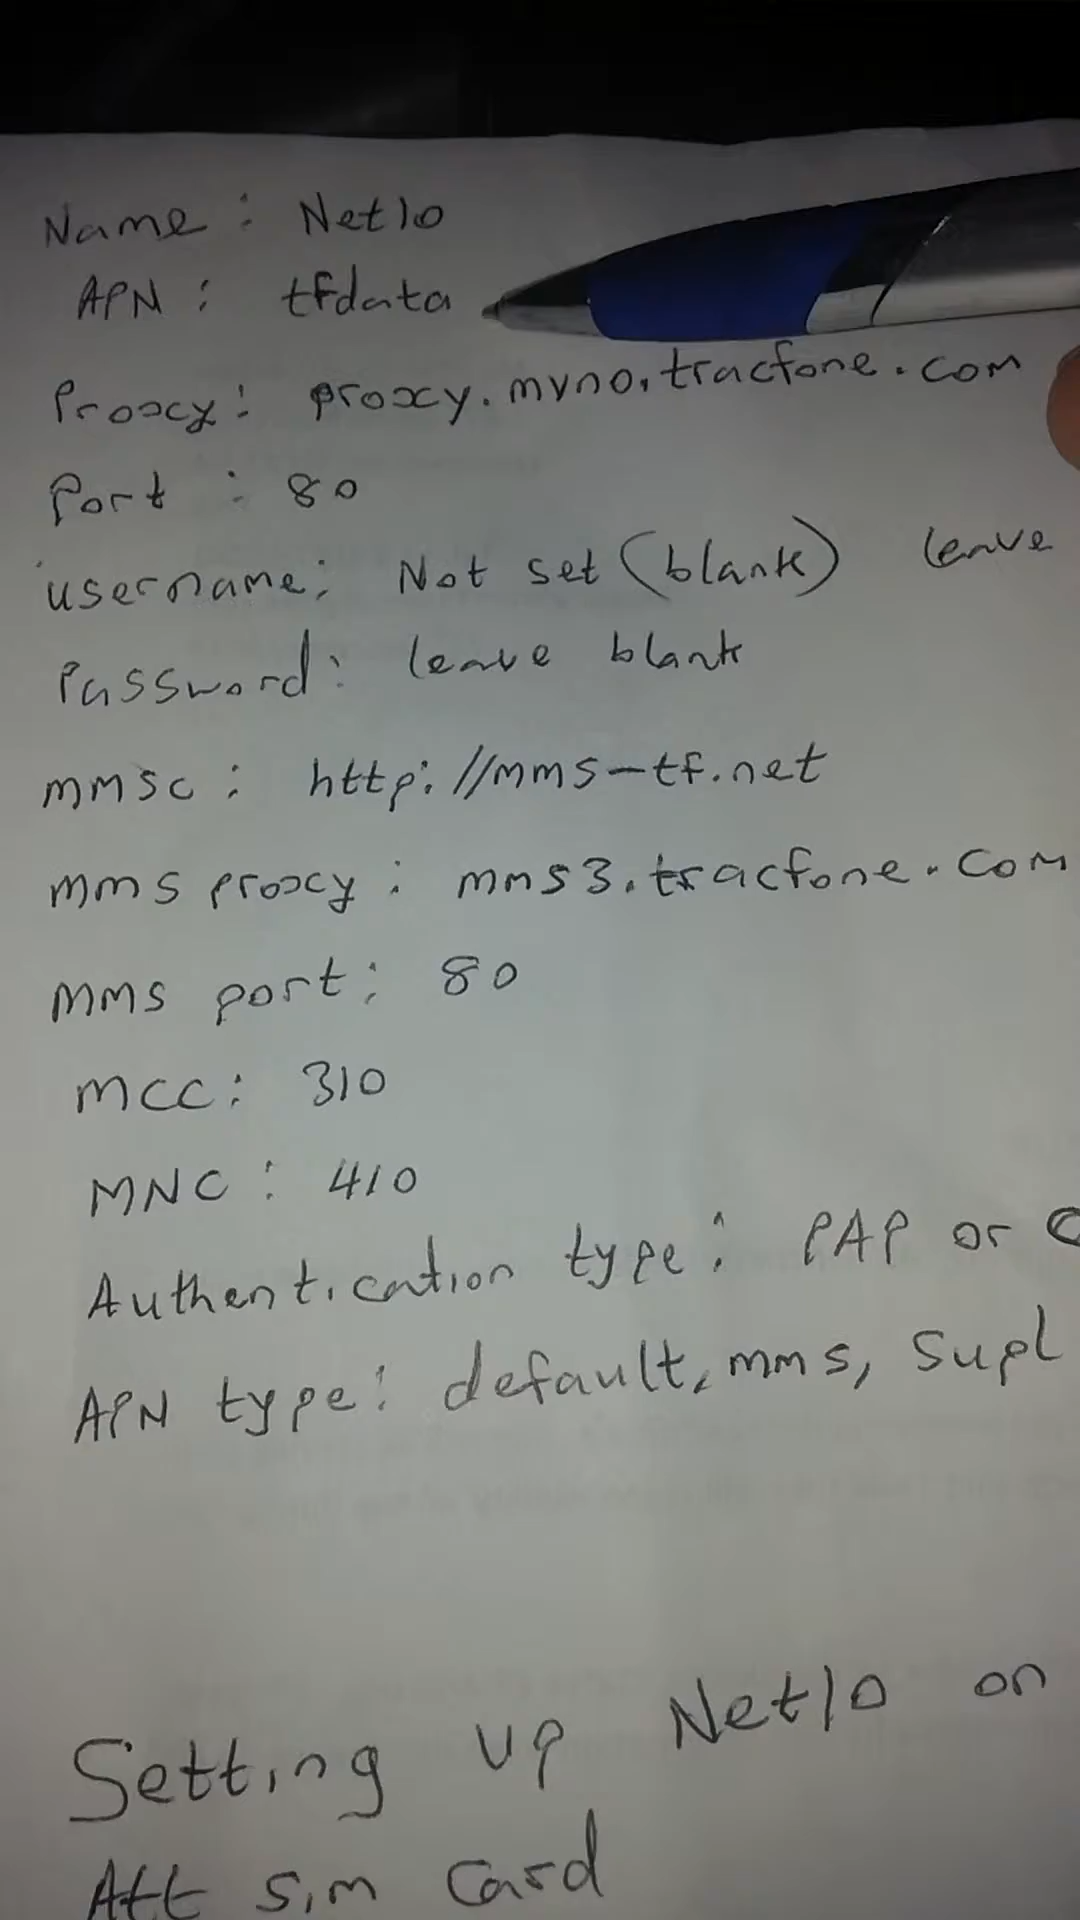 Name : Net10
APN : tfdata
Proxy: proxy.mvno.tracfone.com
Port : 80
username: Not set (blank) leave
Password: leave blank
mmsc : http://mms-tf.net
mms proxy : mms3.tracfone.com
mms port: 80
MCC: 310
MNC : 410
Authentication type: PAP or
APN type: default, mms, supl
Setting up Net10 on
Att sim card